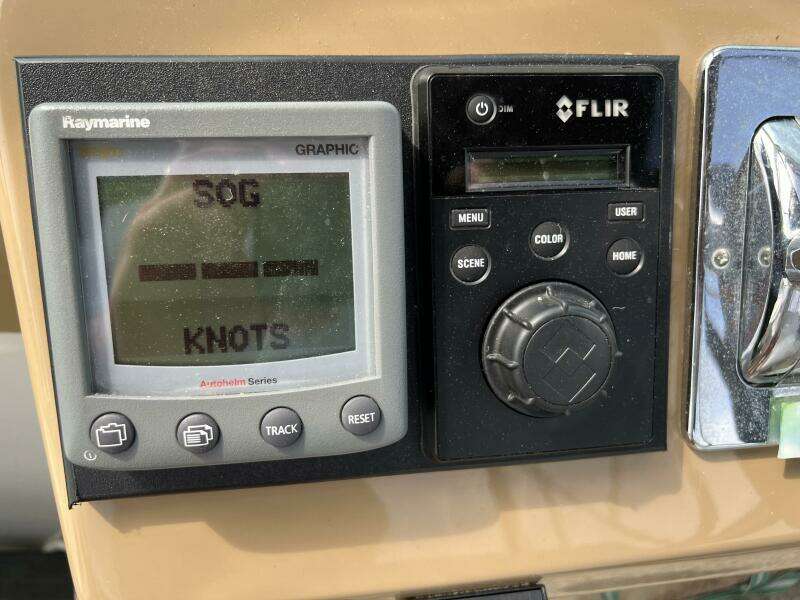 Raymarine
GRAPHIC
SOG
KNOTS
Autohelm Series
TRACK
RESET
DIM
FLIR
MENU
USER
COLOR
SCENE
HOME